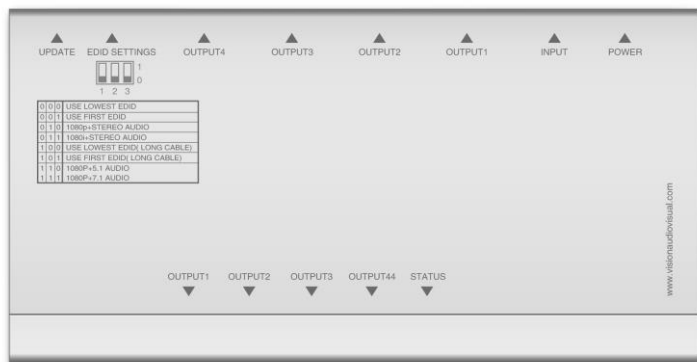 UPDATE EDID SETTINGS OUTPUT4 OUTPUT3 OUTPUT2 OUTPUT1 INPUT POWER
1
0
1 2 3
0 0 0 USE LOWEST EDID
0 0 1 USE FIRST EDID
0 1 0 1080p+STEREO AUDIO
0 1 1 1080i+STEREO AUDIO
1 0 0 USE LOWEST EDID( LONG CABLE)
1 0 1 USE FIRST EDID( LONG CABLE)
1 1 0 1080P+5.1 AUDIO
1 1 1 1080P+7.1 AUDIO
www.visionaudiovisual.com
OUTPUT1 OUTPUT2 OUTPUT3 OUTPUT44 STATUS